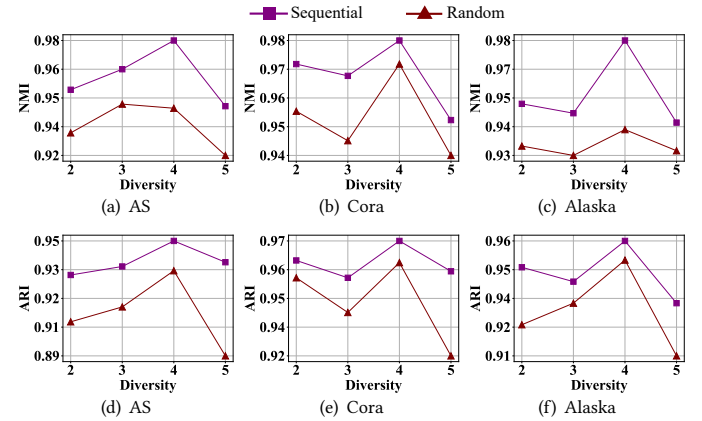 Sequential Random
0.98
0.96
0.95
0.94
0.92
NMI
2 3 4 5
Diversity
(a) AS
0.98
0.97
0.96
0.95
0.94
NMI
2 3 4 5
Diversity
(b) Cora
0.98
0.97
0.95
0.94
0.93
NMI
2 3 4 5
Diversity
(c) Alaska
0.95
0.93
0.92
0.91
0.89
ARI
2 3 4 5
Diversity
(d) AS
0.97
0.96
0.95
0.94
0.92
ARI
2 3 4 5
Diversity
(e) Cora
0.96
0.95
0.94
0.92
0.91
ARI
2 3 4 5
Diversity
(f) Alaska